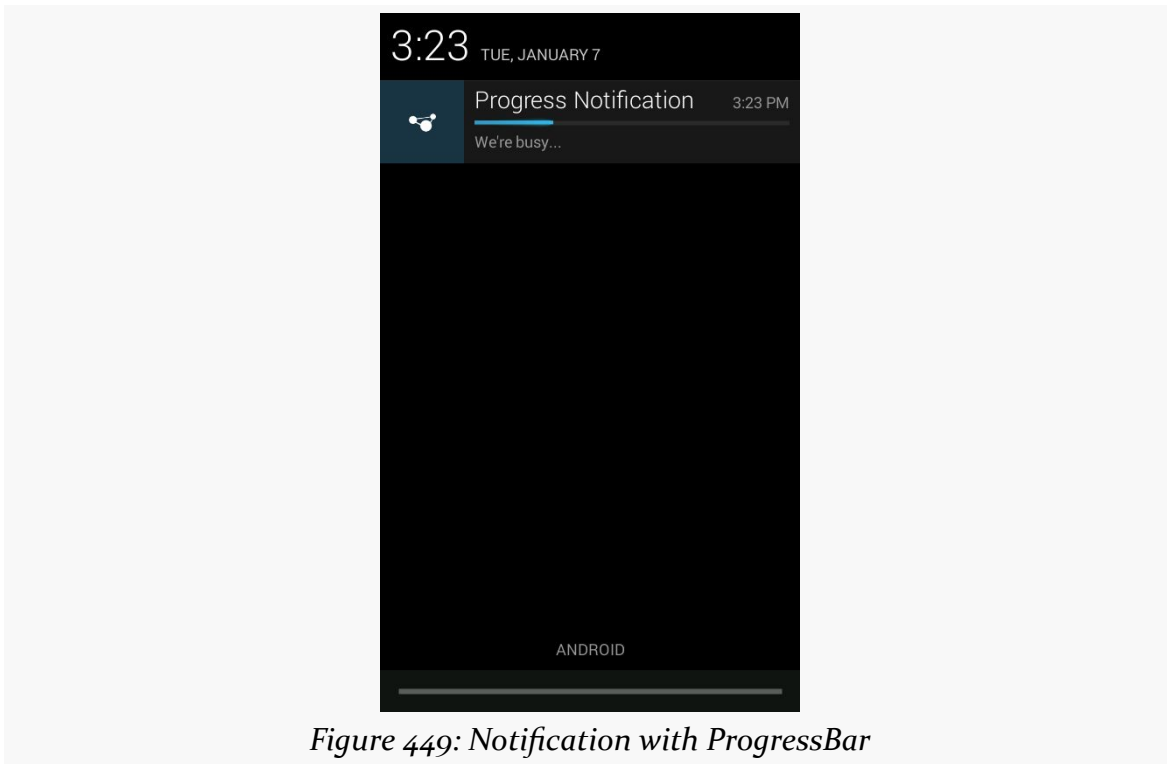 3:23 TUE, JANUARY 7
Progress Notification 3:23 PM
We're busy...
ANDROID
Figure 449: Notification with ProgressBar